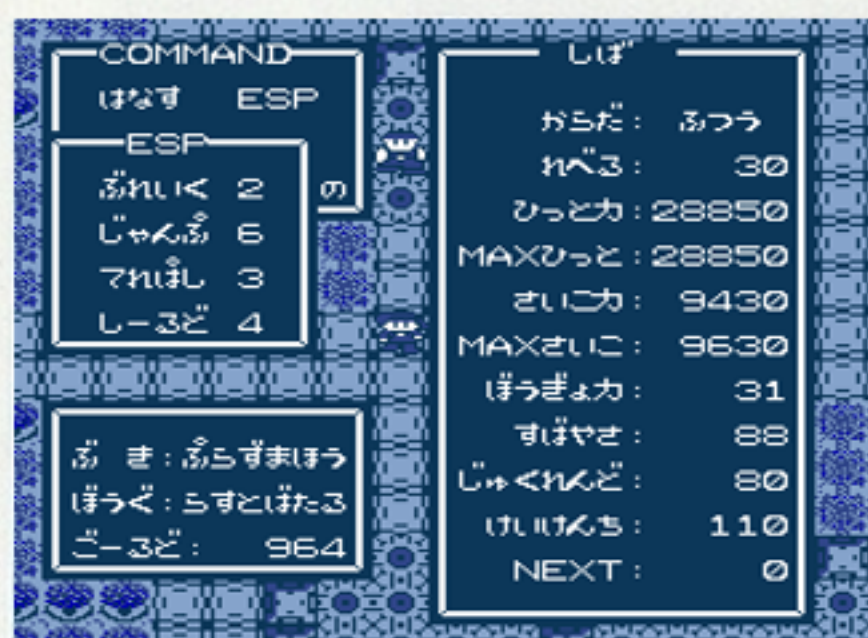 COMMAND
はなす ESP
の
ESP
ぶれいく 2
じゃんぷ 6
てれぱし 3
しーるど 4
ぶ き:ぷらずまほう
ぼうぐ:らすとばたる
ごーるど: 964
しば
からだ: ふつう
れべる: 30
ひっと力:28850
MAXひっと:28850
さいこ力: 9430
MAXさいこ: 9630
ぼうぎょ力: 31
すばやさ: 88
じゅくれんど: 80
けいけんち: 110
NEXT: 0